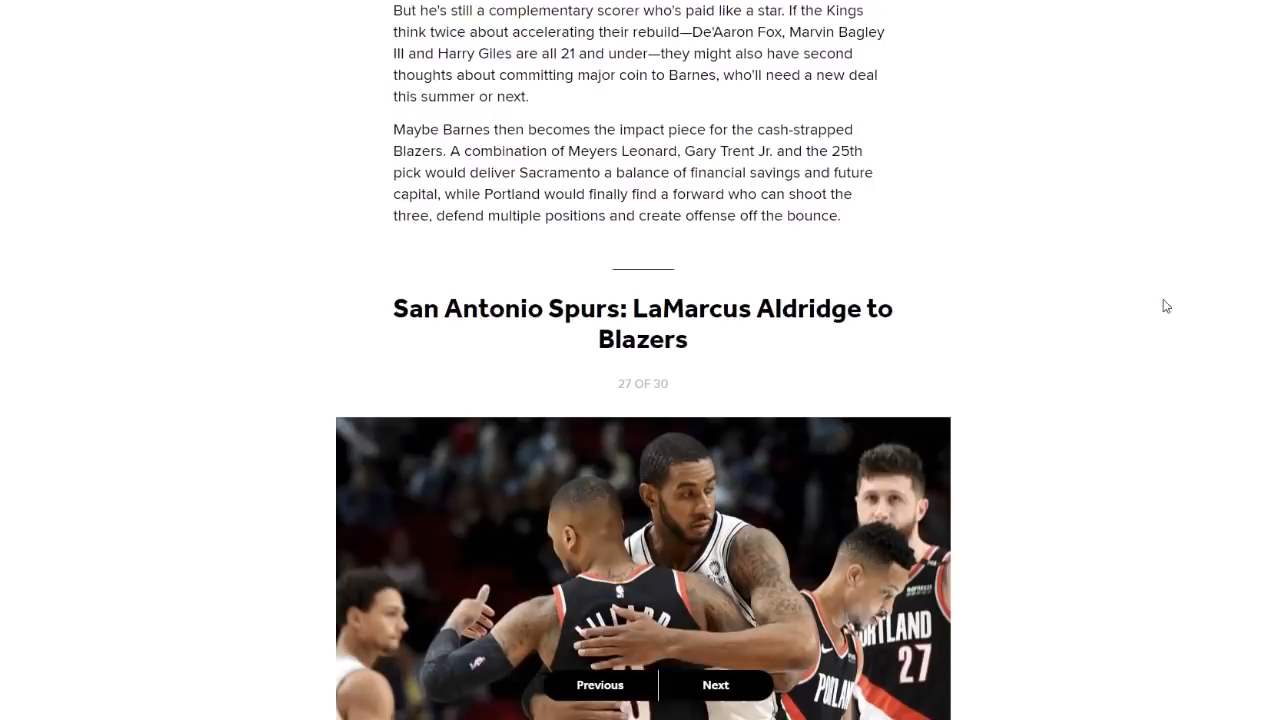 But he's still a complementary scorer who's paid like a star. If the Kings
think twice about accelerating their rebuild—De'Aaron Fox, Marvin Bagley
III and Harry Giles are all 21 and under—they might also have second
thoughts about committing major coin to Barnes, who'll need a new deal
this summer or next.
Maybe Barnes then becomes the impact piece for the cash-strapped
Blazers. A combination of Meyers Leonard, Gary Trent Jr. and the 25th
pick would deliver Sacramento a balance of financial savings and future
capital, while Portland would finally find a forward who can shoot the
three, defend multiple positions and create offense off the bounce.
San Antonio Spurs: LaMarcus Aldridge to
Blazers
27 OF 30
27
Previous Next